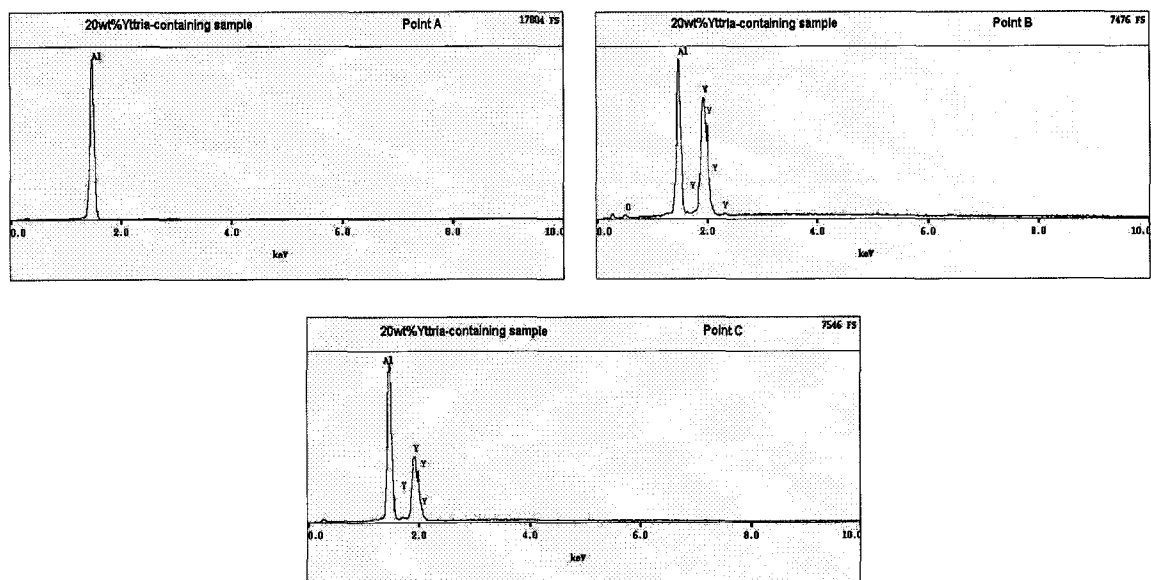 20wt%Yttria-containing sample Point A 17804 FS
Al
0.0 2.0 4.0 6.0 8.0 10.0
keV
20wt%Yttria-containing sample Point B 7476 FS
Al
Y
Y
Y
Y
O Y
0.0 2.0 4.0 6.0 8.0 10.0
keV
20wt%Yttria-containing sample Point C 7546 FS
Al
Y
Y
Y
Y
0.0 2.0 4.0 6.0 8.0 10.0
keV